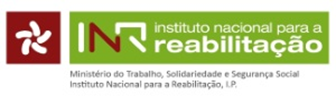 INR instituto nacional para a
reabilitação
Ministério do Trabalho, Solidariedade e Segurança Social
Instituto Nacional para a Reabilitação, I.P.